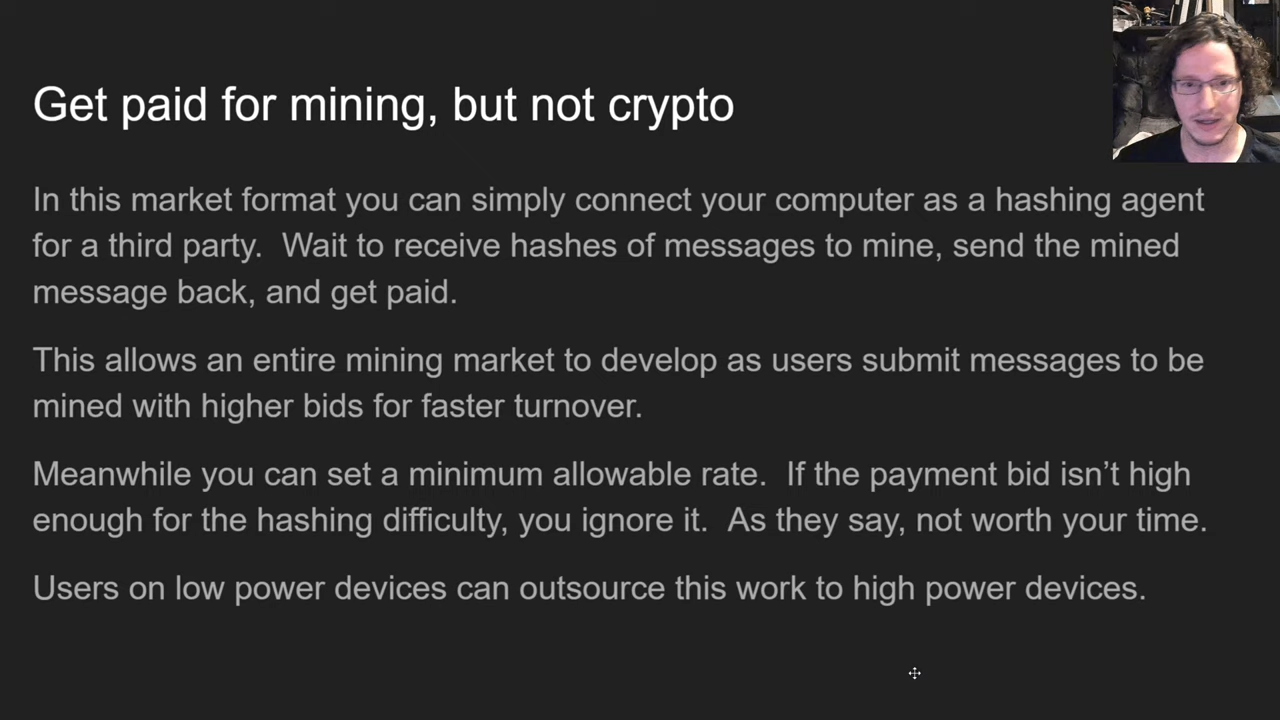 Get paid for mining, but not crypto
In this market format you can simply connect your computer as a hashing agent
for a third party.  Wait to receive hashes of messages to mine, send the mined
message back, and get paid.
This allows an entire mining market to develop as users submit messages to be
mined with higher bids for faster turnover.
Meanwhile you can set a minimum allowable rate.  If the payment bid isn’t high
enough for the hashing difficulty, you ignore it.  As they say, not worth your time.
Users on low power devices can outsource this work to high power devices.